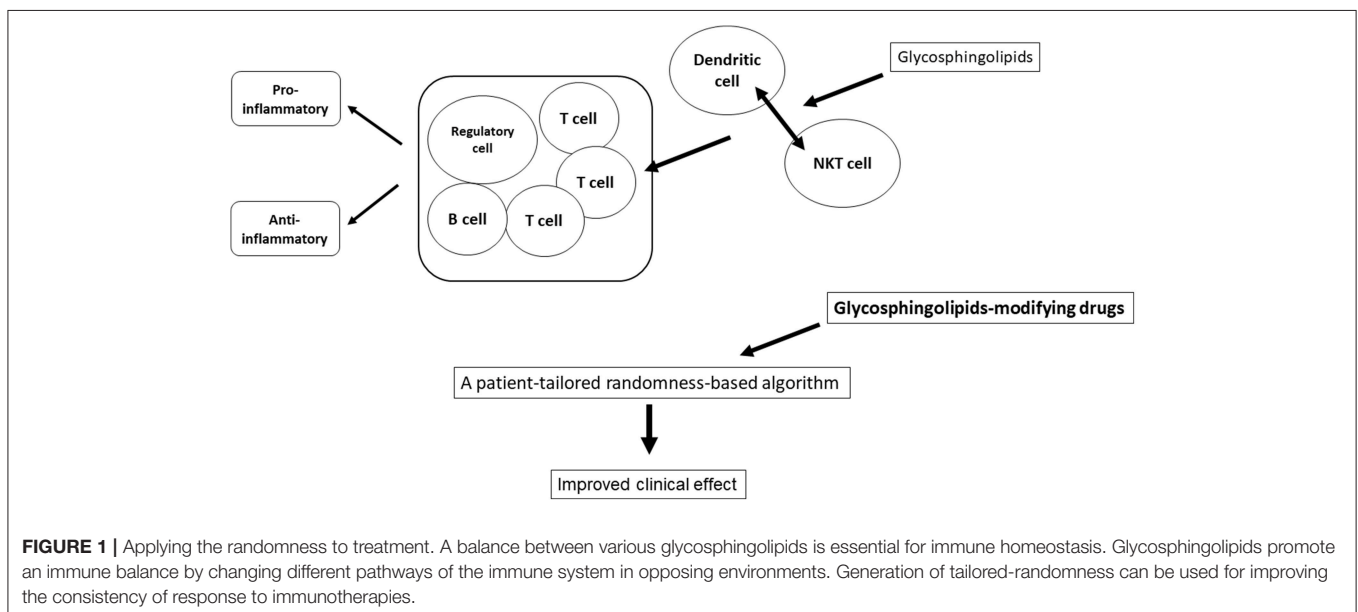 Pro-
inflammatory
Anti-
inflammatory
Regulatory
cell
T cell
T cell
B cell
T cell
Dendritic
cell
NKT cell
Glycosphingolipids
Glycosphingolipids-modifying drugs
A patient-tailored randomness-based algorithm
Improved clinical effect
FIGURE 1 | Applying the randomness to treatment. A balance between various glycosphingolipids is essential for immune homeostasis. Glycosphingolipids promote
an immune balance by changing different pathways of the immune system in opposing environments. Generation of tailored-randomness can be used for improving
the consistency of response to immunotherapies.